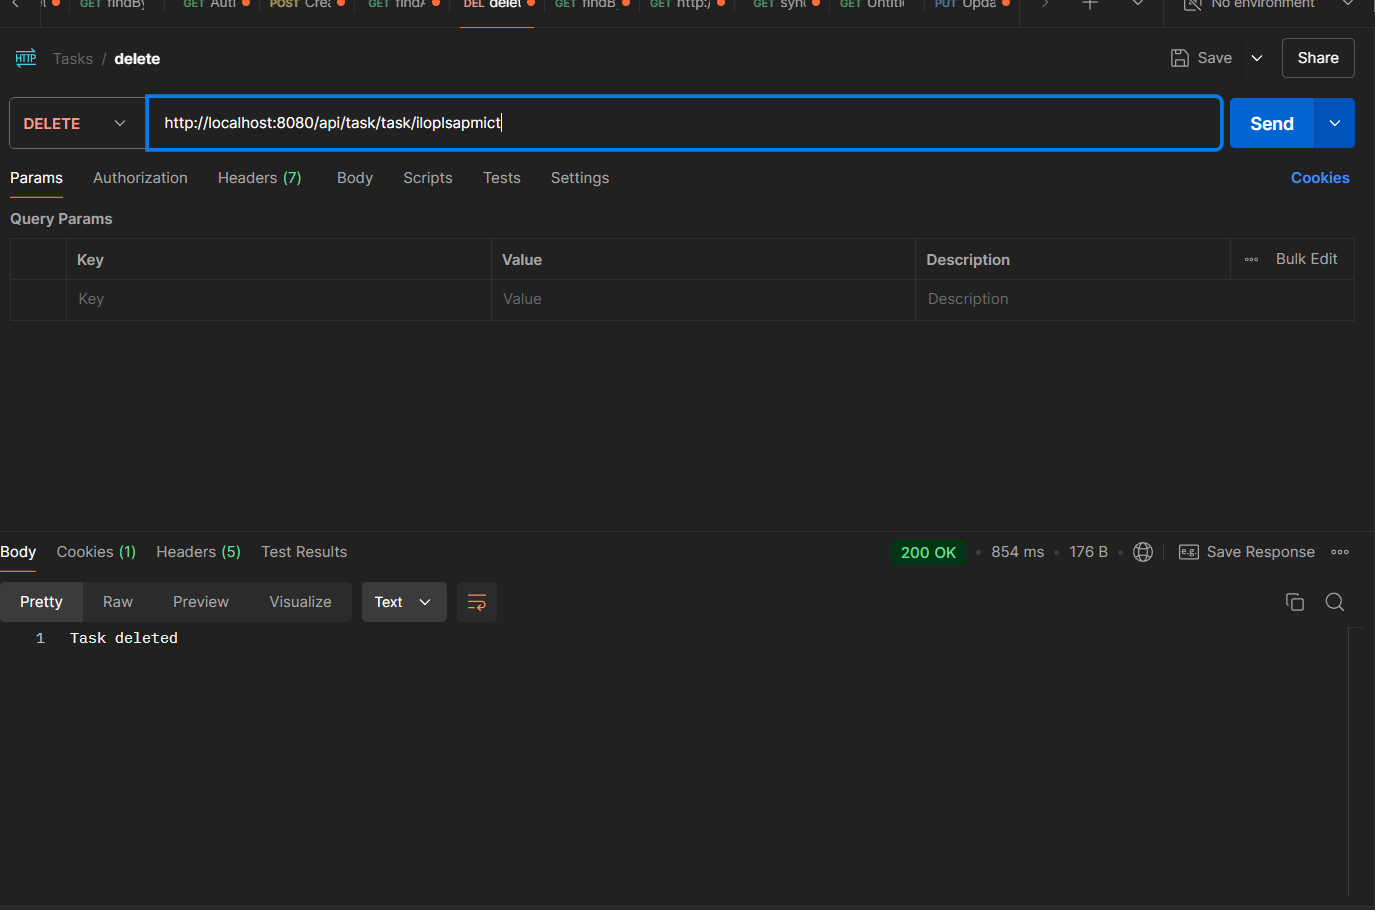 GET findBy
GET Auti
POST Crea
GET findA
DEL delet
GET findB
GET http:/
GET sync
GET Untitl
PUT Upda
No environment
HTTP Tasks / delete
Save
Share
DELETE
http://localhost:8080/api/task/task/iloplsapmict
Send
Params Authorization Headers (7) Body Scripts Tests Settings
Cookies
Query Params
Key Value Description Bulk Edit
Key Value Description
Body Cookies (1) Headers (5) Test Results
200 OK • 854 ms • 176 B •
e.g. Save Response
Pretty Raw Preview Visualize Text
1 Task deleted